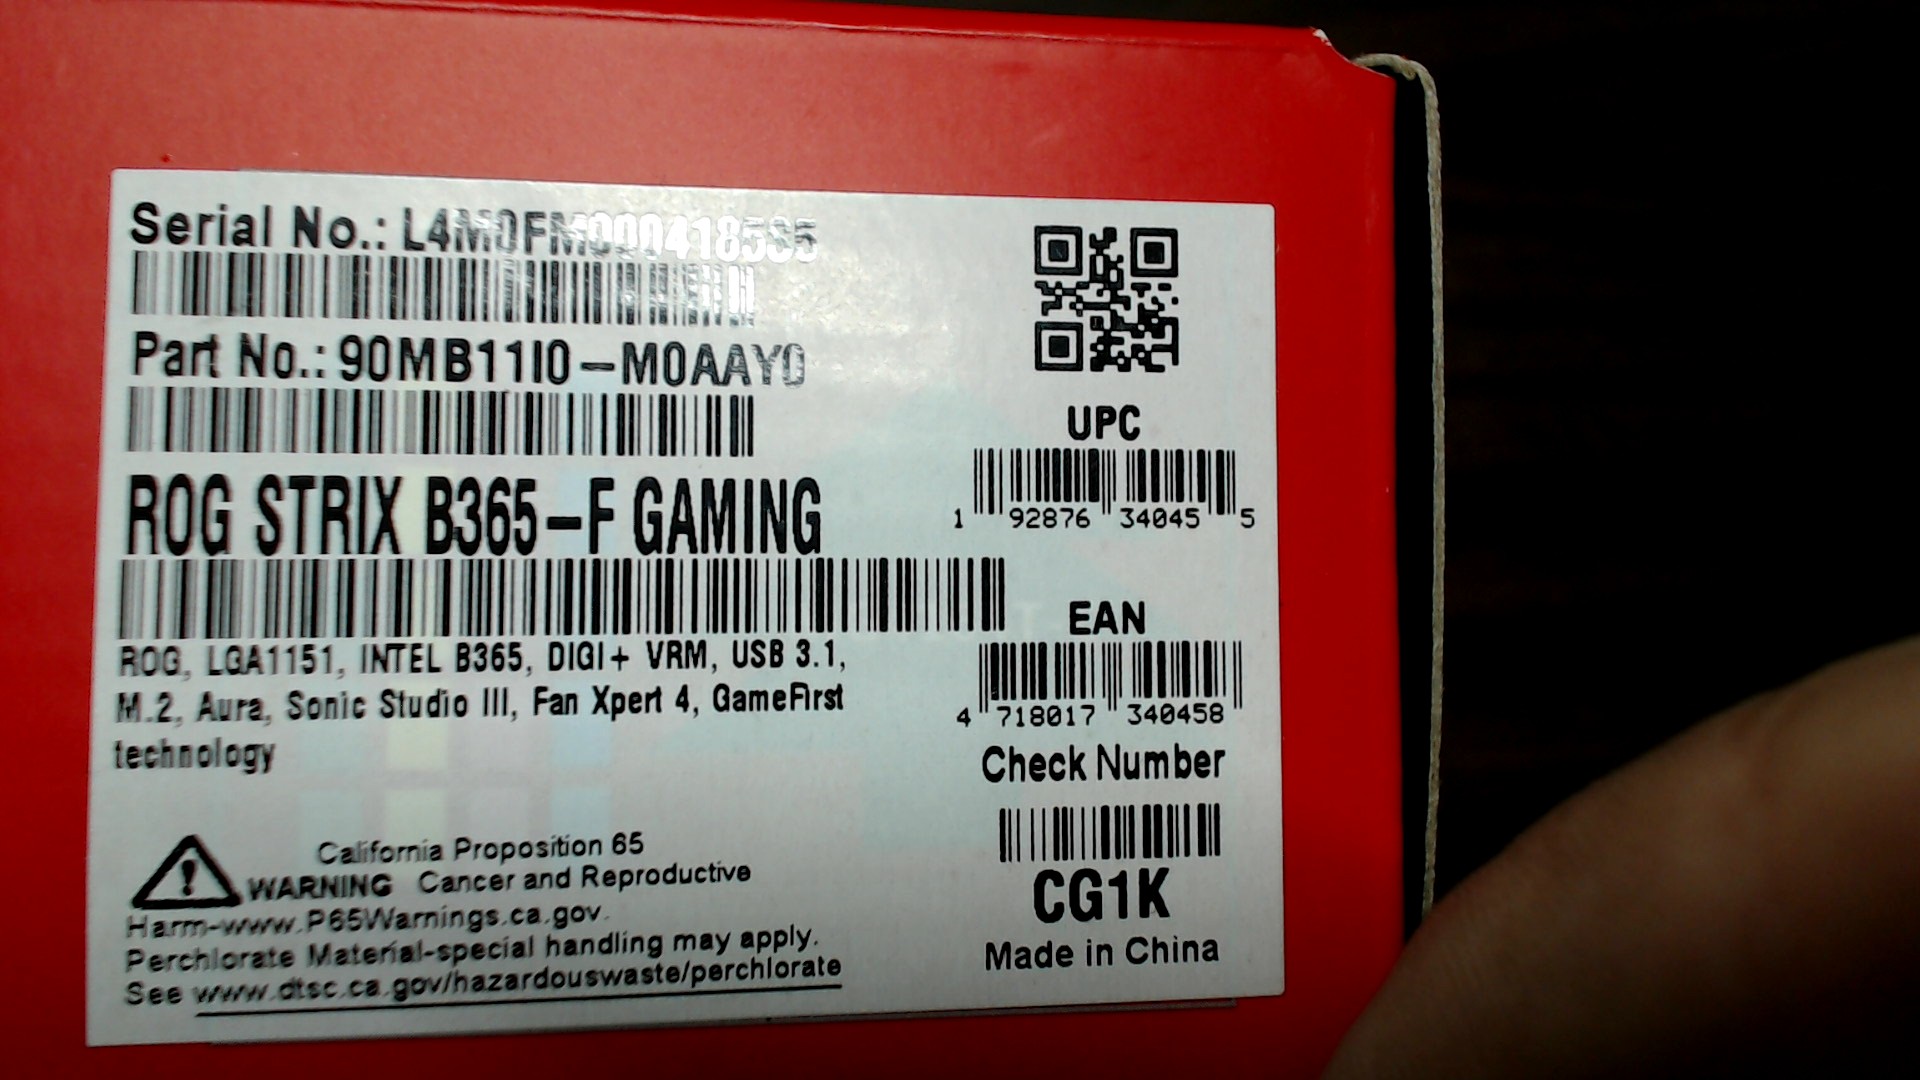 Serial No.: 
Part No.: 90MB11I0-M0AAY0
ROG STRIX B365-F GAMING
ROG, LGA1151, INTEL B365, DIGI+ VRM, USB 3.1,
M.2, Aura, Sonic Studio III, Fan Xpert 4, GameFirst
technology
California Proposition 65
WARNING Cancer and Reproductive
Harm-www.P65Warnings.ca.gov.
Perchlorate Material-special handling may apply.
See www.dtsc.ca.gov/hazardouswaste/perchlorate
UPC
1 92876 34045 5
EAN
4 718017 340458
Check Number
CG1K
Made in China